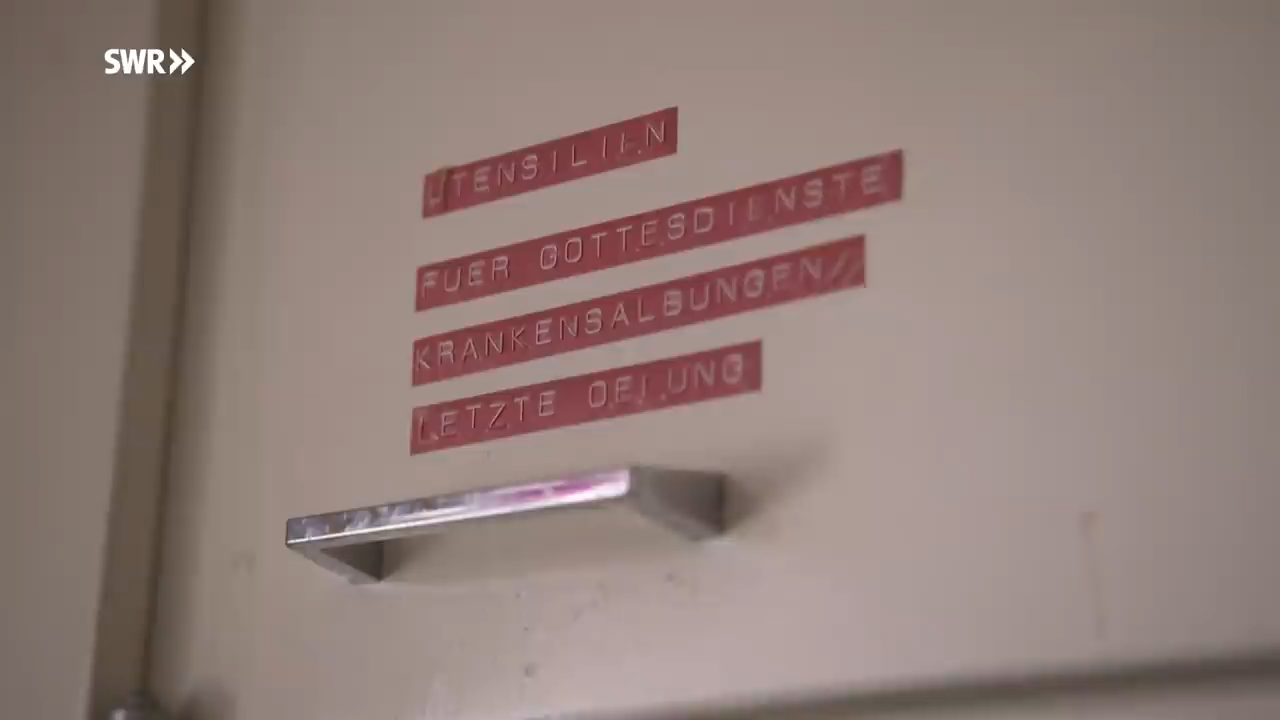 SWR»
UTENSILIEN
FUER GOTTESDIENSTE
KRANKENSALBUNGEN//
LETZTE OELUNG